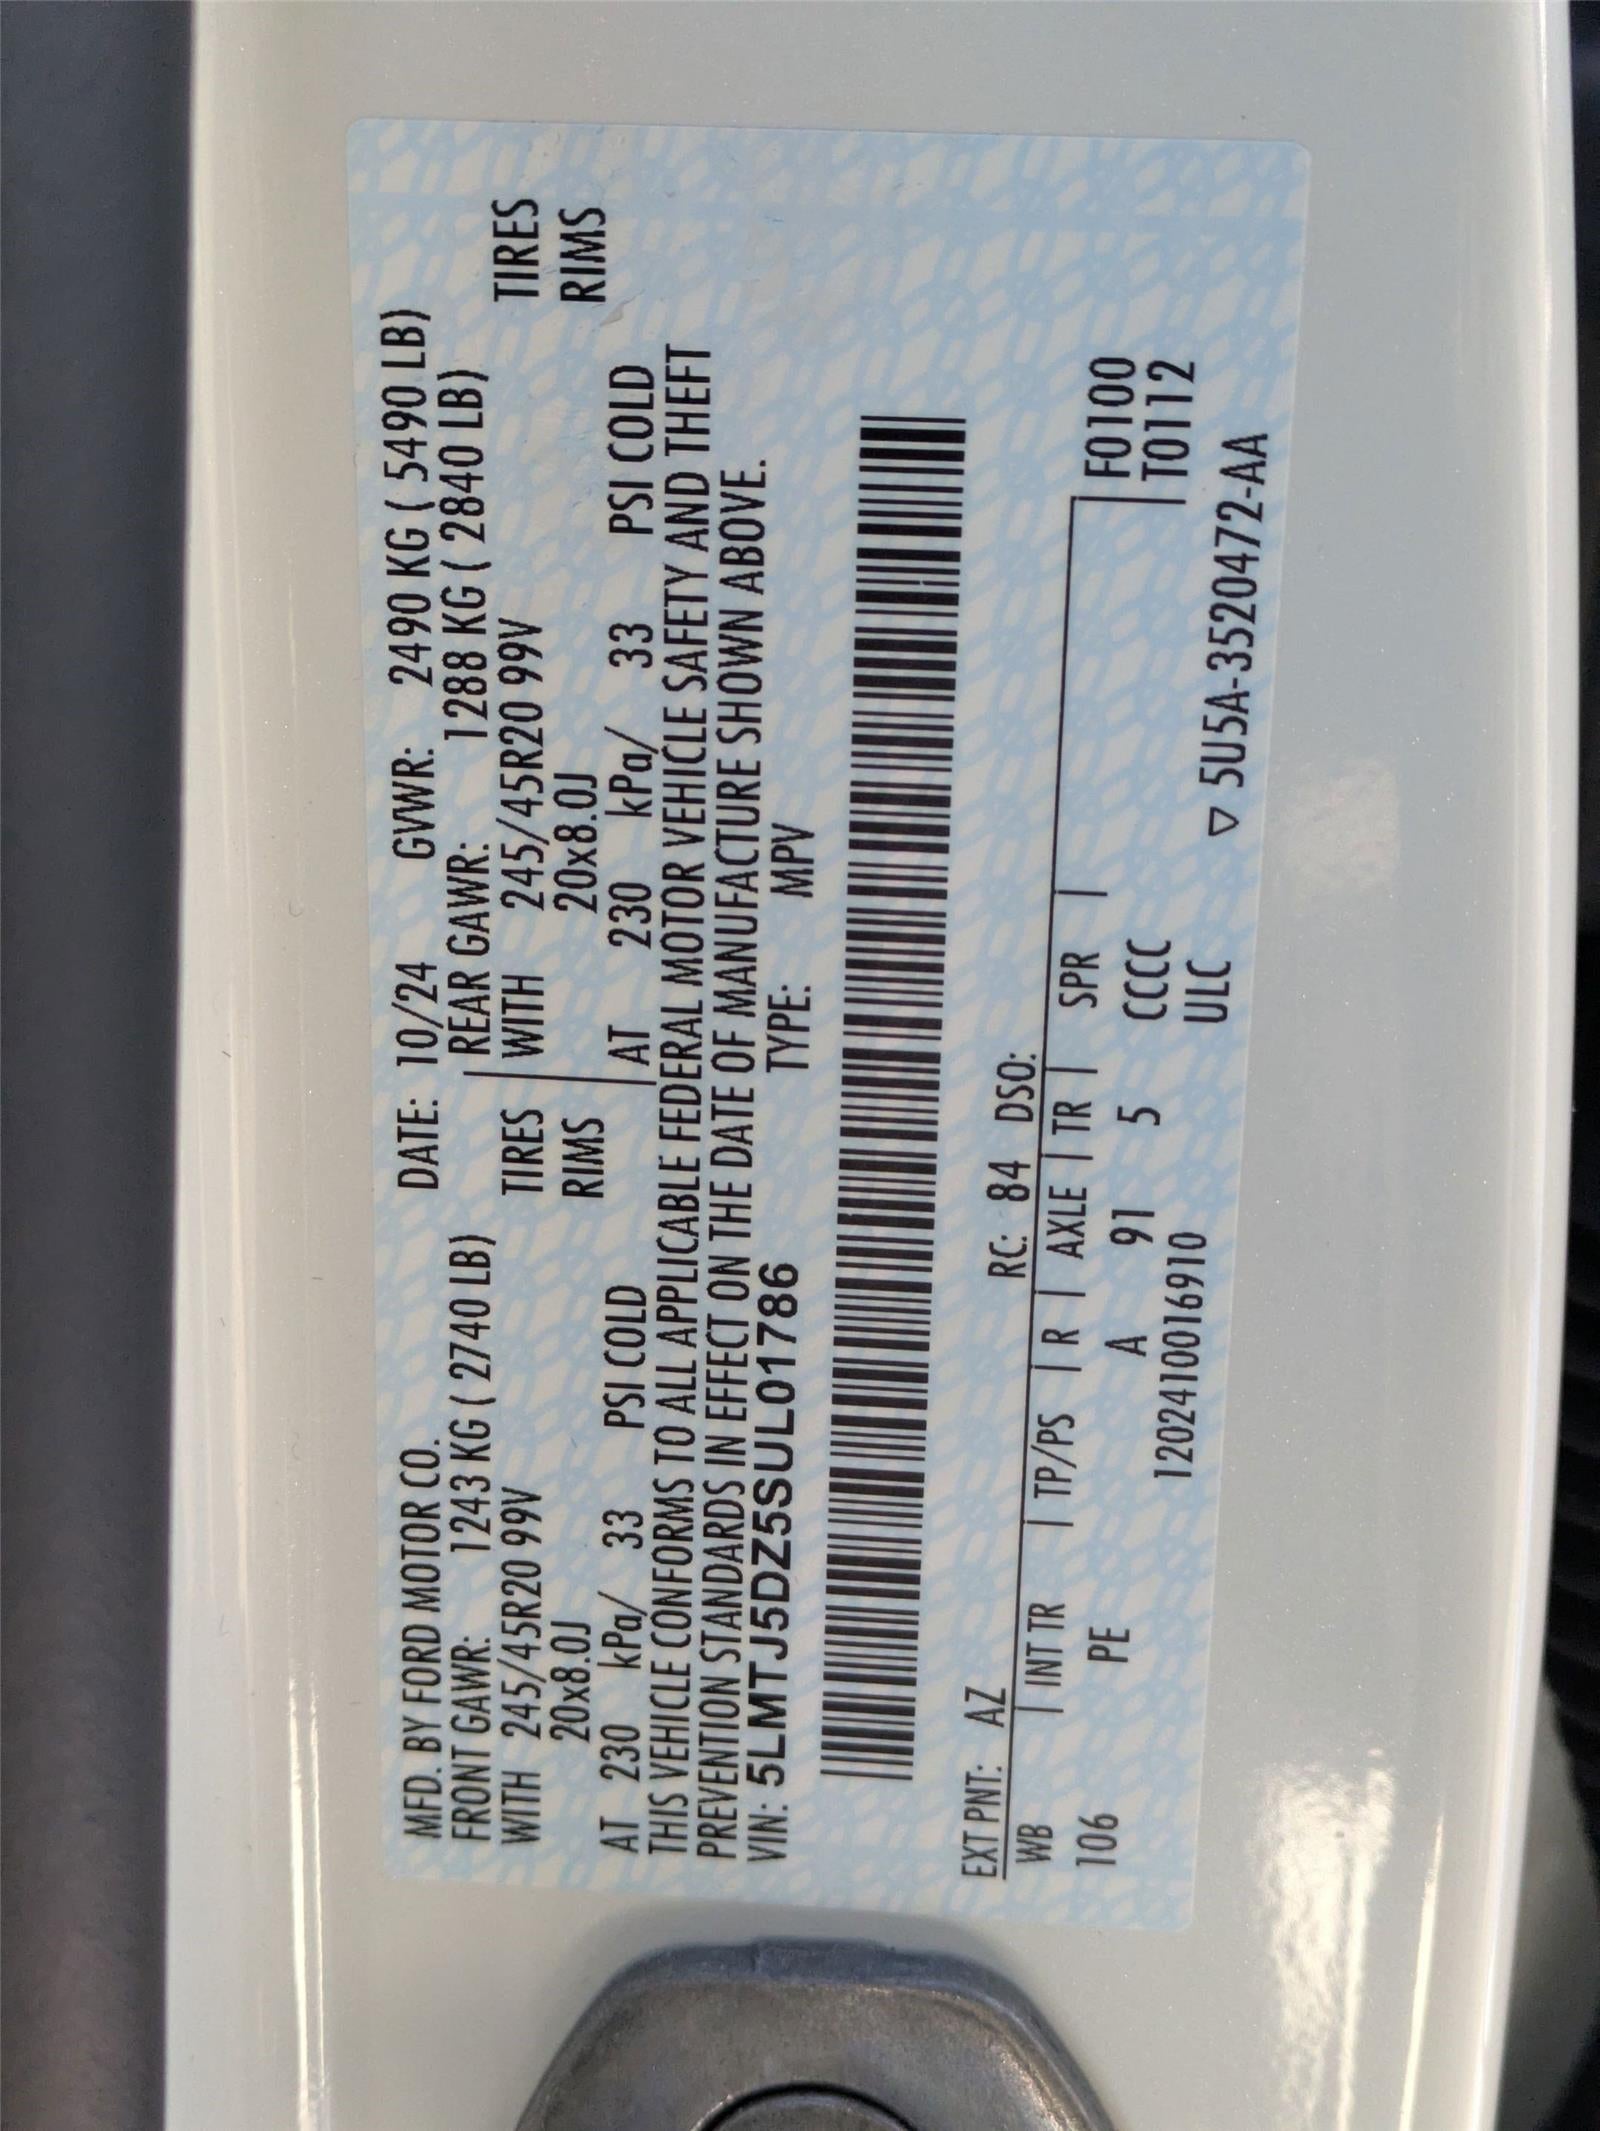 MFD. BY FORD MOTOR CO. DATE: 10/24 GVWR: 2490 KG ( 5490 LB)
FRONT GAWR: 1243 KG ( 2740 LB) REAR GAWR: 1288 KG ( 2840 LB)
WITH 245/45R20 99V TIRES WITH 245/45R20 99V TIRES
20x8.0J RIMS 20x8.0J RIMS
AT 230 kPa/ 33 PSI COLD AT 230 kPa/ 33 PSI COLD
THIS VEHICLE CONFORMS TO ALL APPLICABLE FEDERAL MOTOR VEHICLE SAFETY AND THEFT
PREVENTION STANDARDS IN EFFECT ON THE DATE OF MANUFACTURE SHOWN ABOVE.
VIN: 5LMTJ5DZ5SUL01786 TYPE: MPV
EXT PNT: AZ RC: 84 DSO:
WB | INT TR | TP/PS | R | AXLE | TR | SPR | F0100
106 PE A 91 5 CCCC T0112
120241001 6910 ULC ▽ 5U5A-3520472-AA